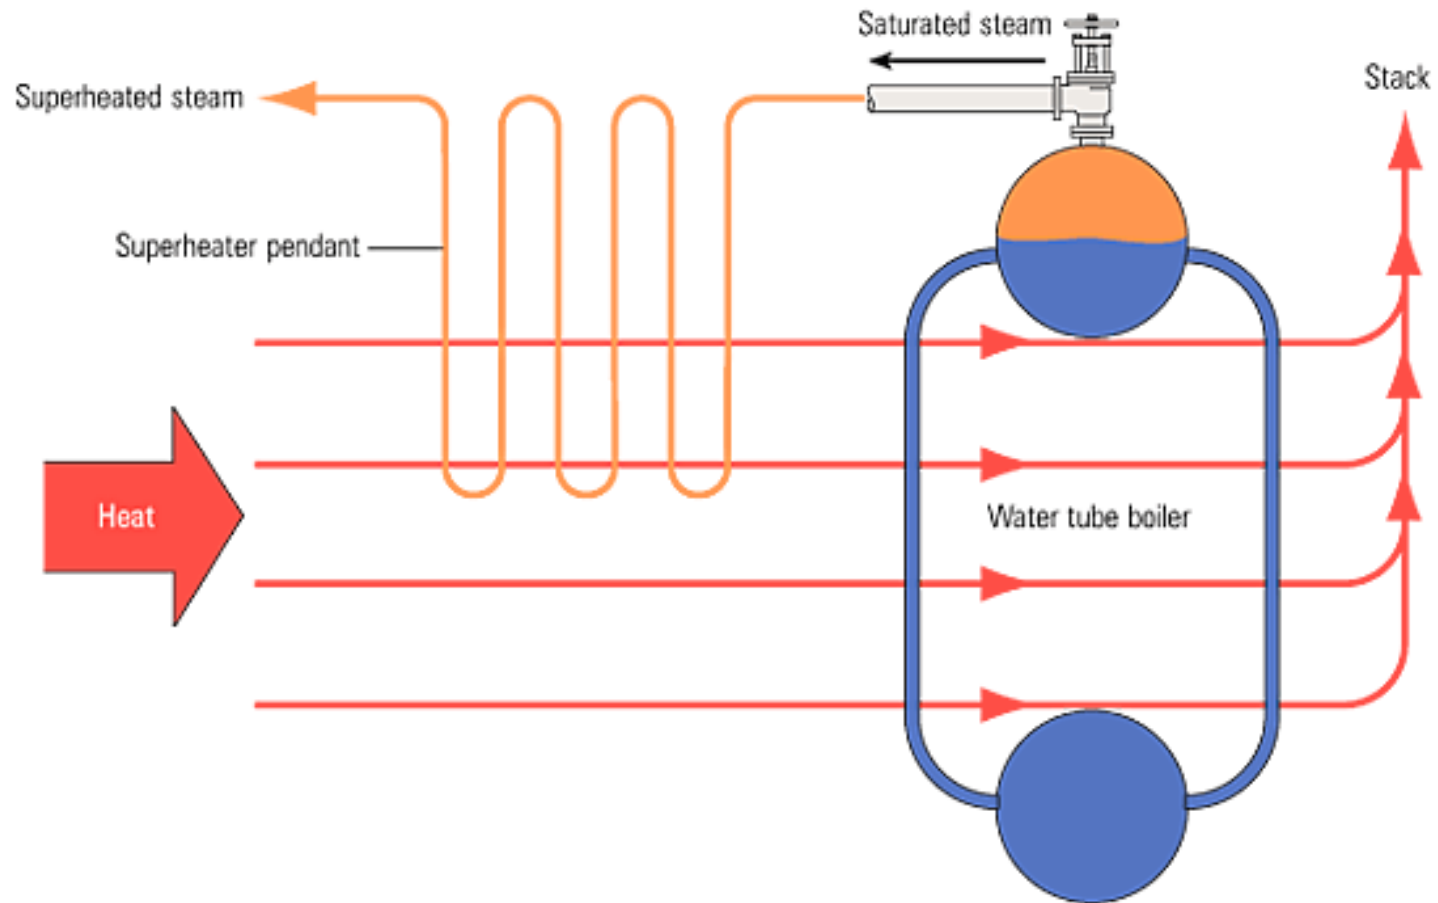 Saturated steam
Stack
Superheated steam
Superheater pendant
Heat
Water tube boiler